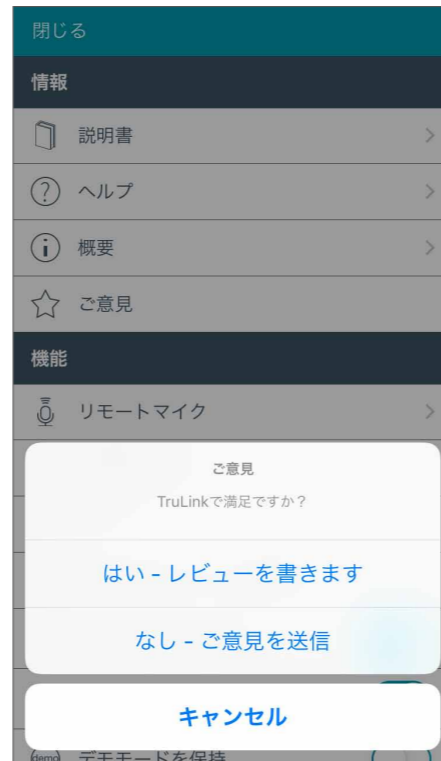 閉じる
情報
説明書
ヘルプ
概要
ご意見
機能
リモートマイク
ご意見
TruLinkで満足ですか？
はい - レビューを書きます
なし - ご意見を送信
キャンセル
demo デモモードを保持